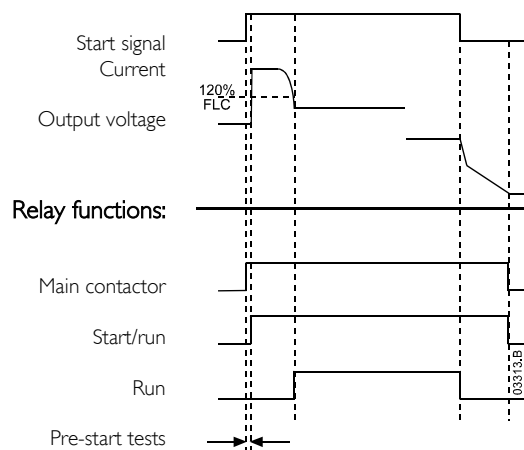 Start signal
Current
120%
FLC
Output voltage
Relay functions:
Main contactor
Start/run
Run
03313.B
Pre-start tests